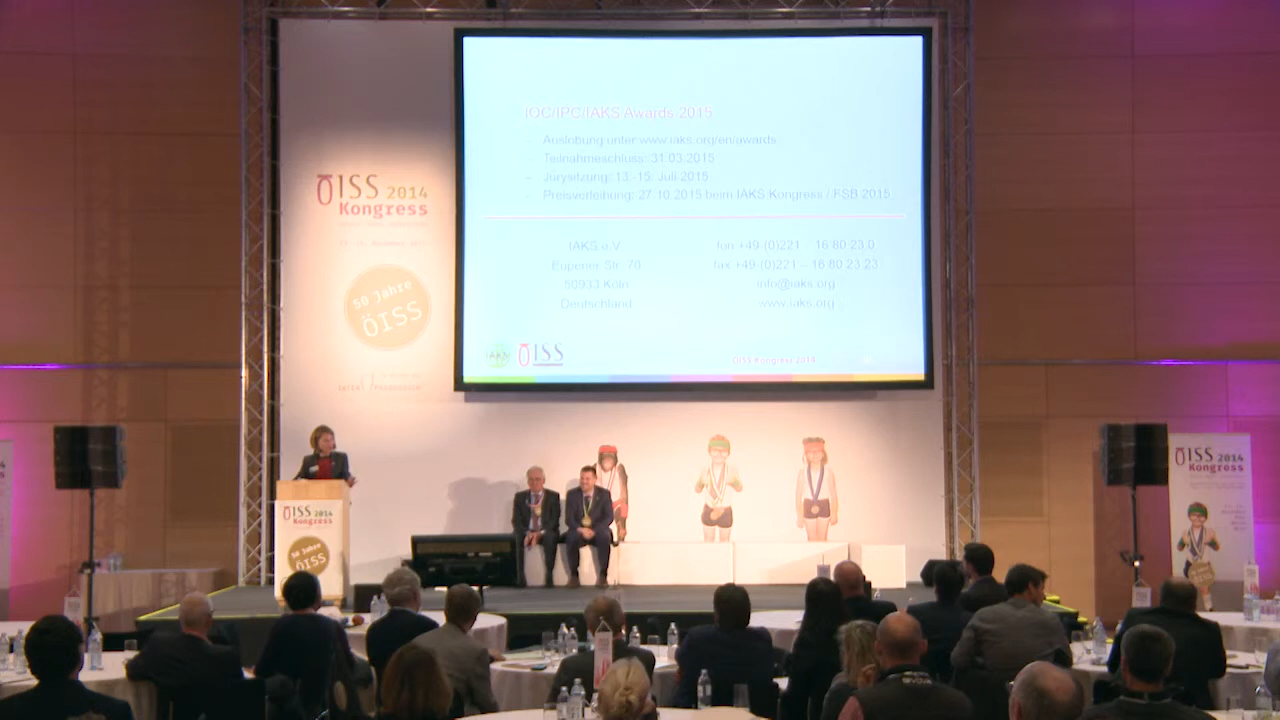 IOC/IPC/IAKS Awards 2015
- Auslobung unter www.iaks.org/en/awards
Teilnahmeschluss: 31.03.2015
- Jurysitzung: 13.-15. Juli 2015
- Preisverleihung: 27.10.2015 beim IAKS Kongress / FSB 2015
IAKS e.V.
Eupener Str. 70
50933 Köln
Deutschland
fon +49-(0)221 – 16 80 23 0
fax +49-(0)221 – 16 80 23 23
info@iaks.org
www.iaks.org
IAKS ÖISS
ÖISS Kongress 2014
ÖISS 2014
Kongress
50 Jahre
ÖISS
ÖISS 2014
Kongress
50 Jahre
ÖISS
ÖISS 2014
Kongress